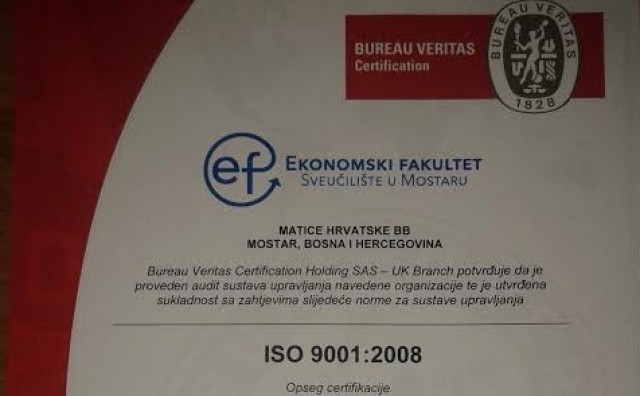 BUREAU VERITAS
Certification
BUREAU VERITAS
1828
ef
EKONOMSKI FAKULTET
SVEUČILIŠTE U MOSTARU
MATICE HRVATSKE BB
MOSTAR, BOSNA I HERCEGOVINA
Bureau Veritas Certification Holding SAS – UK Branch potvrđuje da je
proveden audit sustava upravljanja navedene organizacije te je utvrđena
sukladnost sa zahtjevima slijedeće norme za sustave upravljanja
ISO 9001:2008
Opseg certifikacije